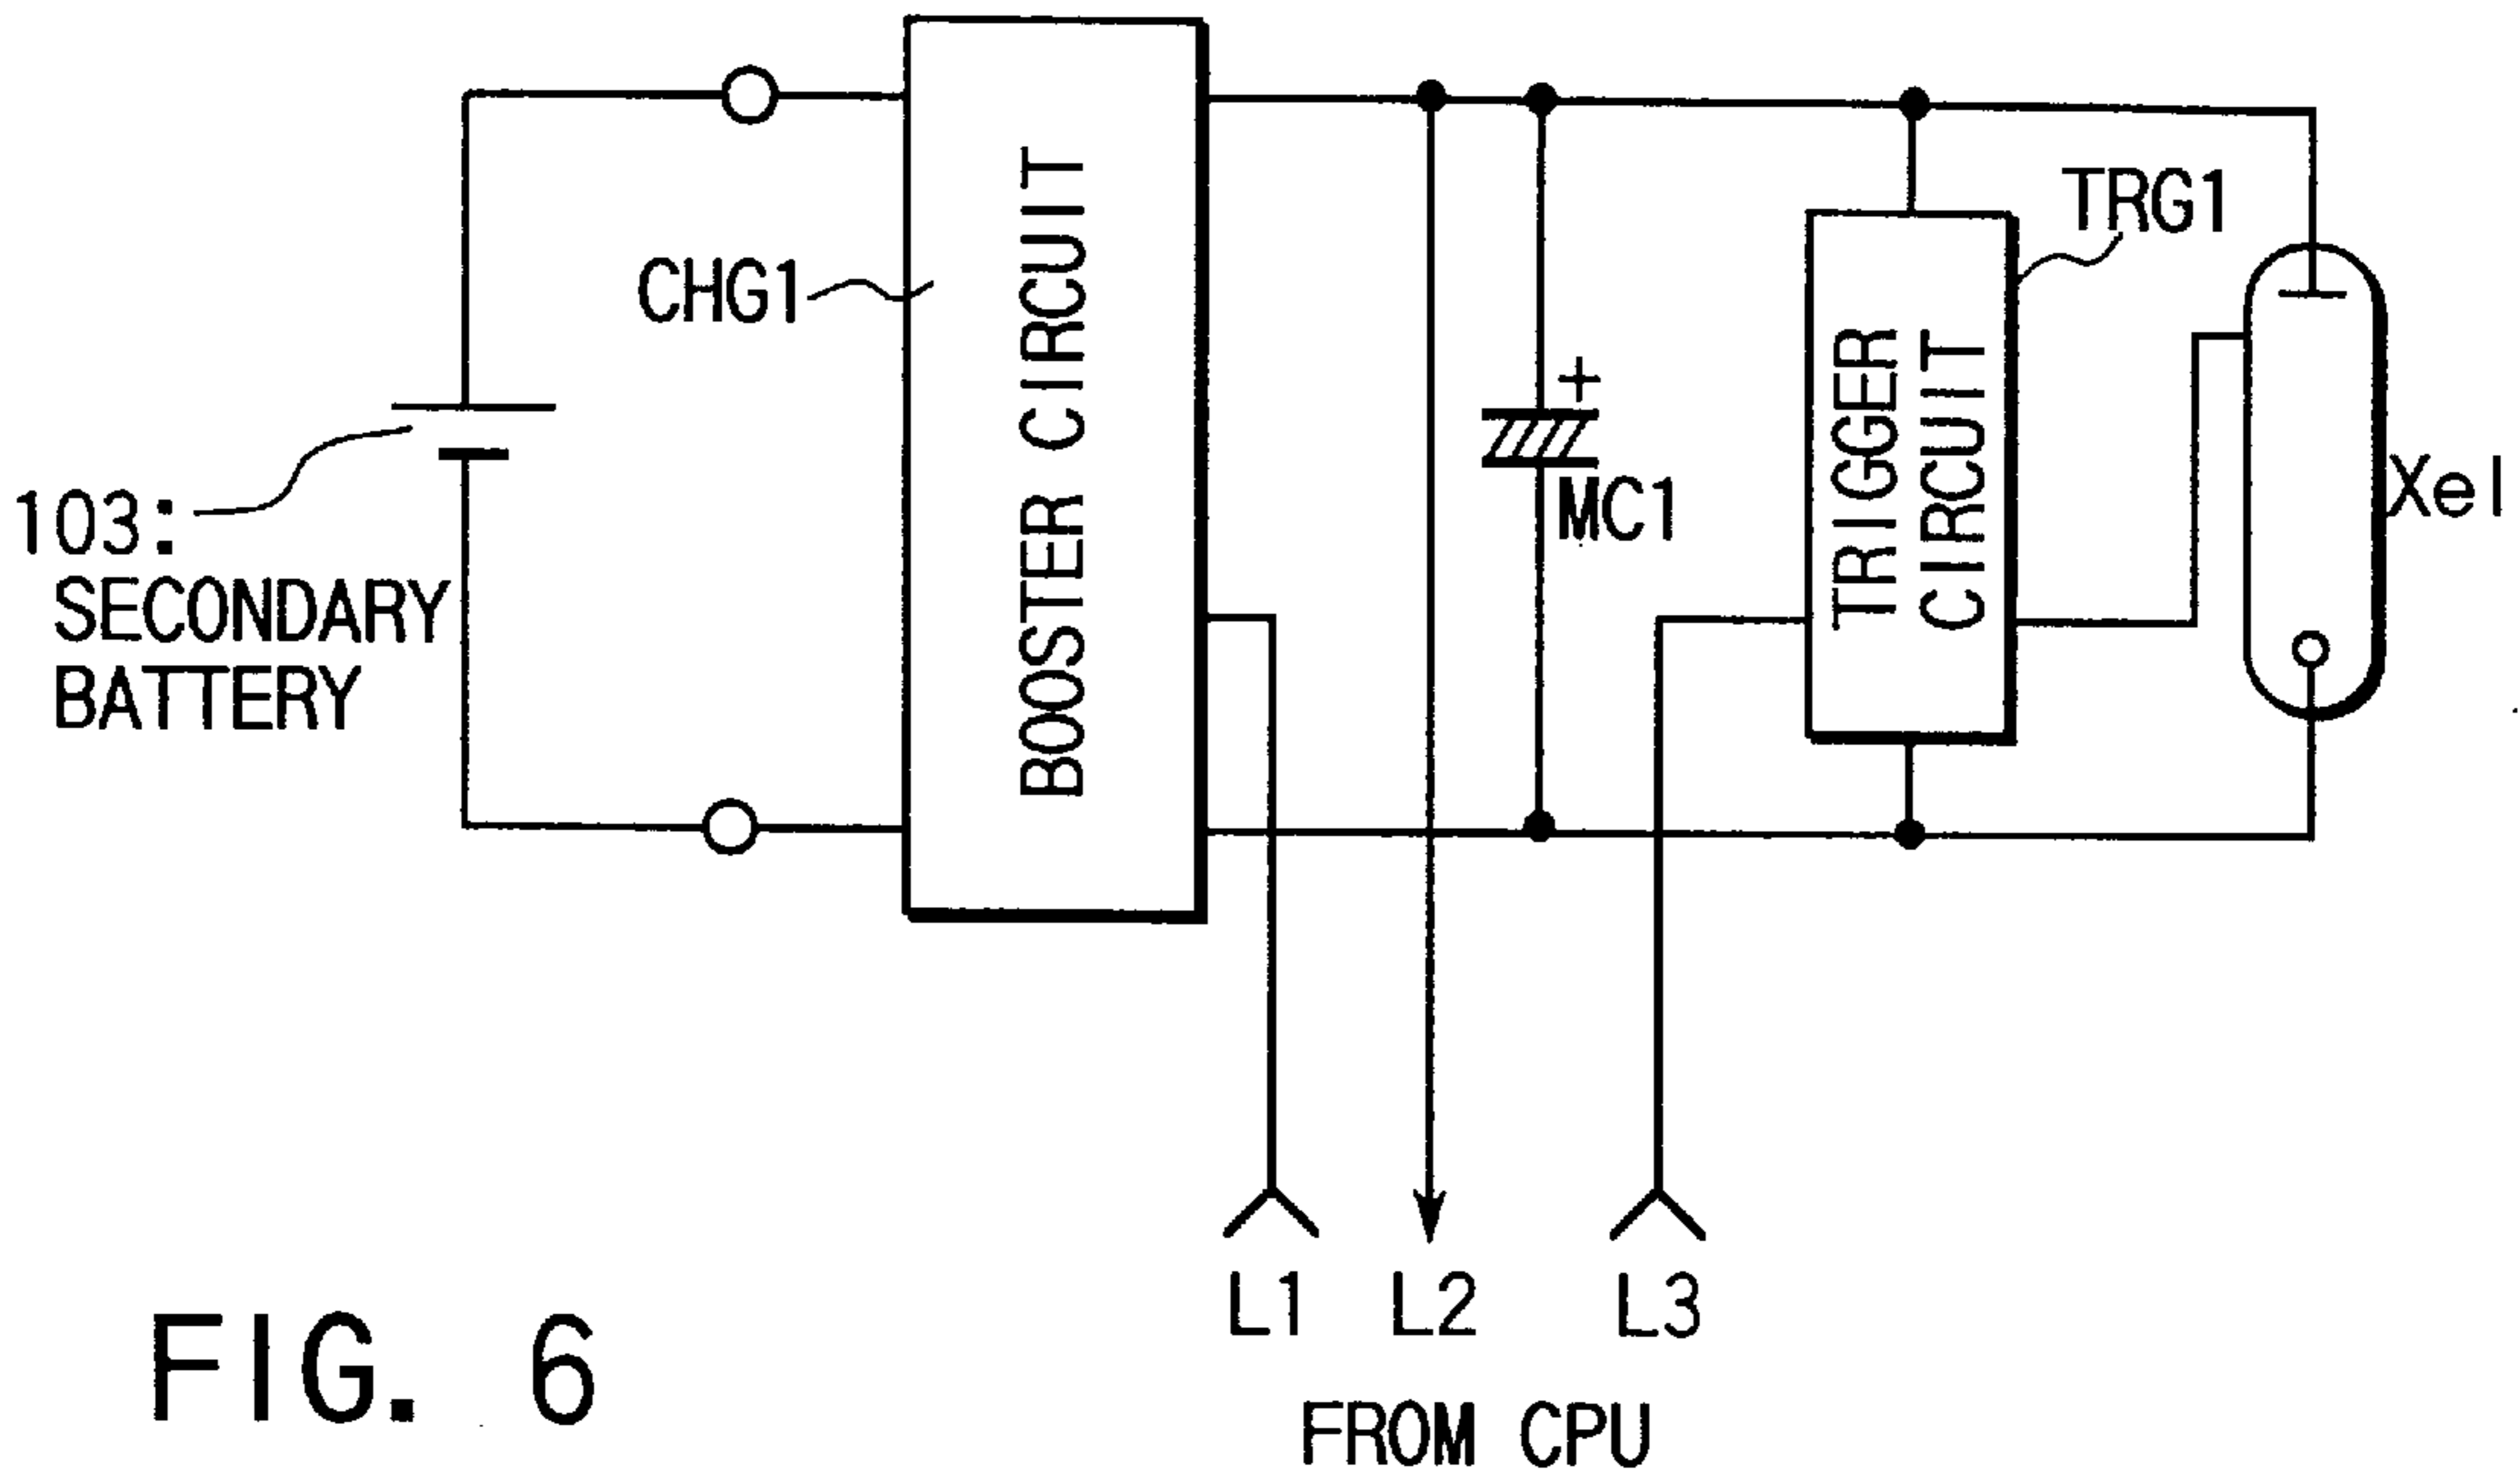 CHG1
BOOSTER CIRCUIT
TRG1
TRIGGER
CIRCUIT
+
MC1
Xel
103:
SECONDARY
BATTERY
L1
L2
L3
FROM CPU
FIG. 6